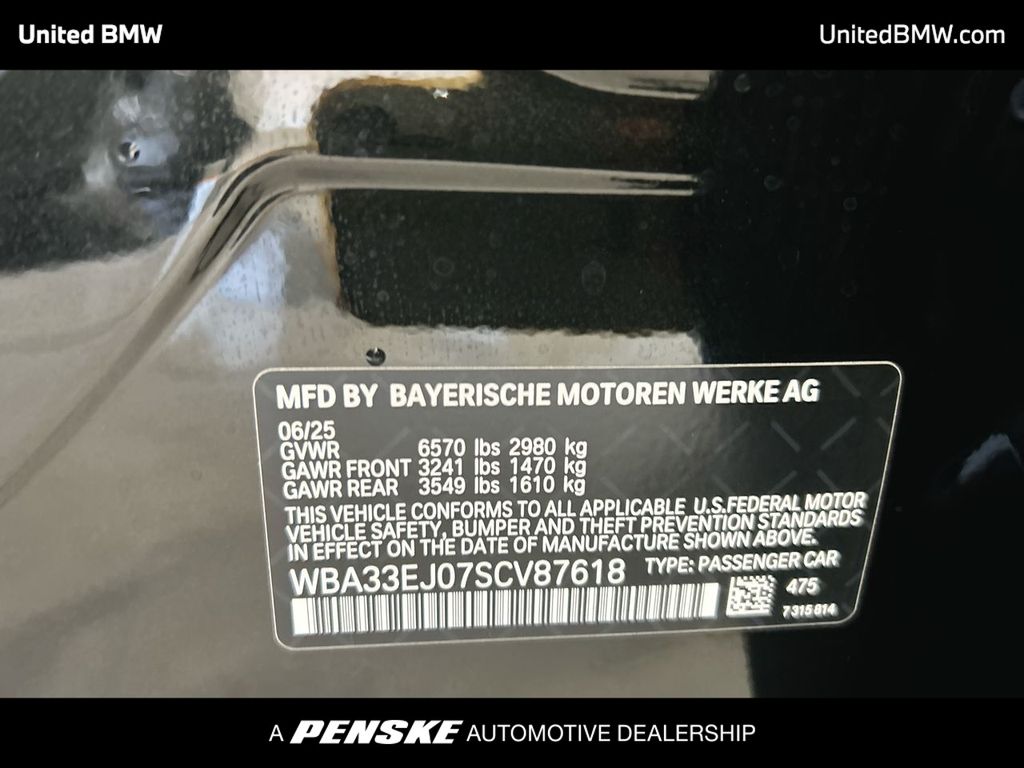 United BMW
UnitedBMW.com
MFD BY BAYERISCHE MOTOREN WERKE AG
06/25
GVWR 6570 lbs 2980 kg
GAWR FRONT 3241 lbs 1470 kg
GAWR REAR 3549 lbs 1610 kg
THIS VEHICLE CONFORMS TO ALL APPLICABLE U.S.FEDERAL MOTOR
VEHICLE SAFETY, BUMPER AND THEFT PREVENTION STANDARDS
IN EFFECT ON THE DATE OF MANUFACTURE SHOWN ABOVE.
WBA33EJ07SCV87618 TYPE: PASSENGER CAR
475
7315814
A PENSKE AUTOMOTIVE DEALERSHIP